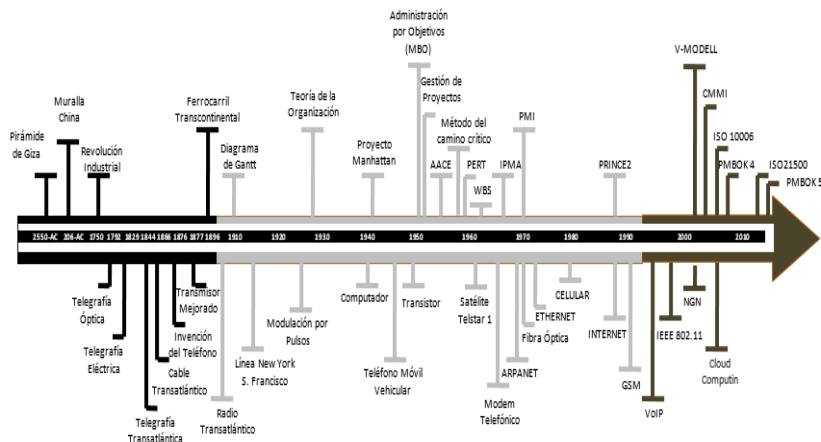 Administración
por Objetivos
(MBO)
V-MODELL
Gestión de
Proyectos
Muralla
China
Ferrocarril
Transcontinental
Teoría de la
Organización
CMMI
Pirámide
de Giza
Revolución
Industrial
Diagrama
de Gantt
Proyecto
Manhattan
Método del
camino crítico
PMI
ISO 10006
AACE
PERT
WBS
IPMA
PRINCE2
PMBOK 4
ISO21500
PMBOK 5
2550-AC 206-AC 1750 1792 1829 1844 1866 1876 1877 1896 1910 1920 1930 1940 1950 1960 1970 1980 1990 2000 2010
Telegrafía
Óptica
Transmisor
Mejorado
Computador
Transistor
Satélite
Telstar 1
CELULAR
NGN
Telegrafía
Eléctrica
Invención
del Teléfono
Modulación por
Pulsos
ETHERNET
Fibra Óptica
INTERNET
IEEE 802.11
Cable
Transatlántico
Línea New York
S. Francisco
Teléfono Móvil
Vehicular
ARPANET
Cloud
Computin
GSM
Telegrafía
Transatlántica
Radio
Transatlántico
Modem
Telefónico
VoIP